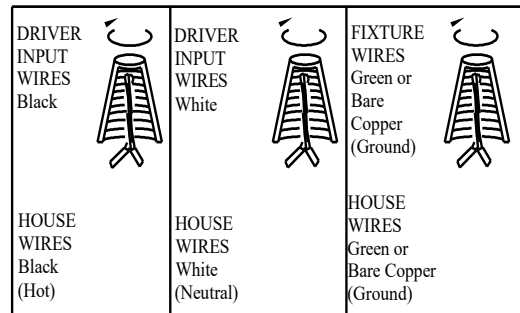 DRIVER
INPUT
WIRES
Black
HOUSE
WIRES
Black
(Hot)
DRIVER
INPUT
WIRES
White
HOUSE
WIRES
White
(Neutral)
FIXTURE
WIRES
Green or
Bare
Copper
(Ground)
HOUSE
WIRES
Green or
Bare Copper
(Ground)